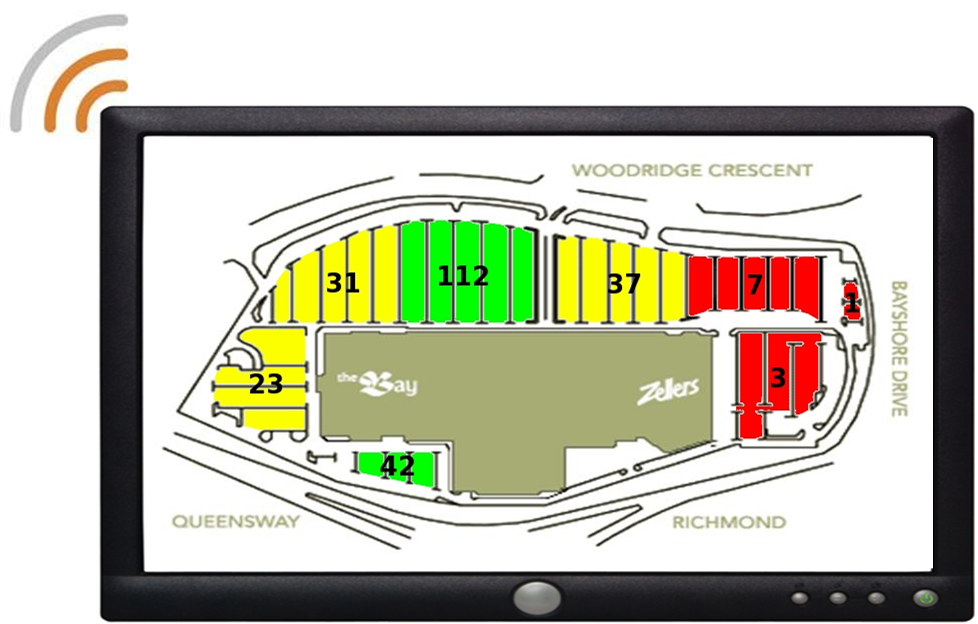 WOODRIDGE CRESCENT
31
112
37
7
1
BAYSHORE DRIVE
23
the Bay
Zellers
3
42
QUEENSWAY
RICHMOND